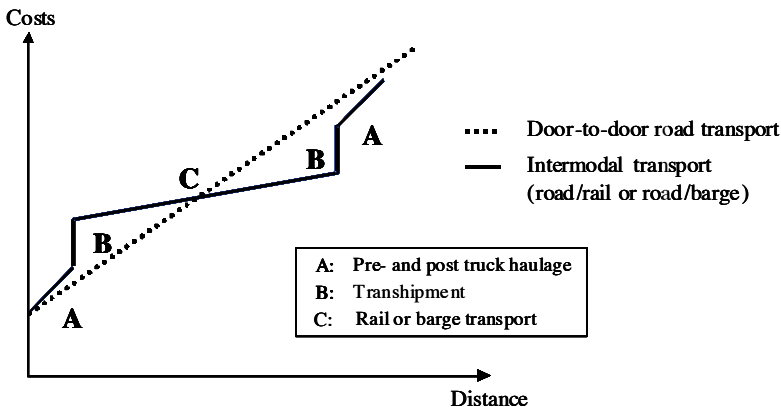 Costs
A
B
C
B
A
Door-to-door road transport
Intermodal transport
(road/rail or road/barge)
A: Pre- and post truck haulage
B: Transhipment
C: Rail or barge transport
Distance